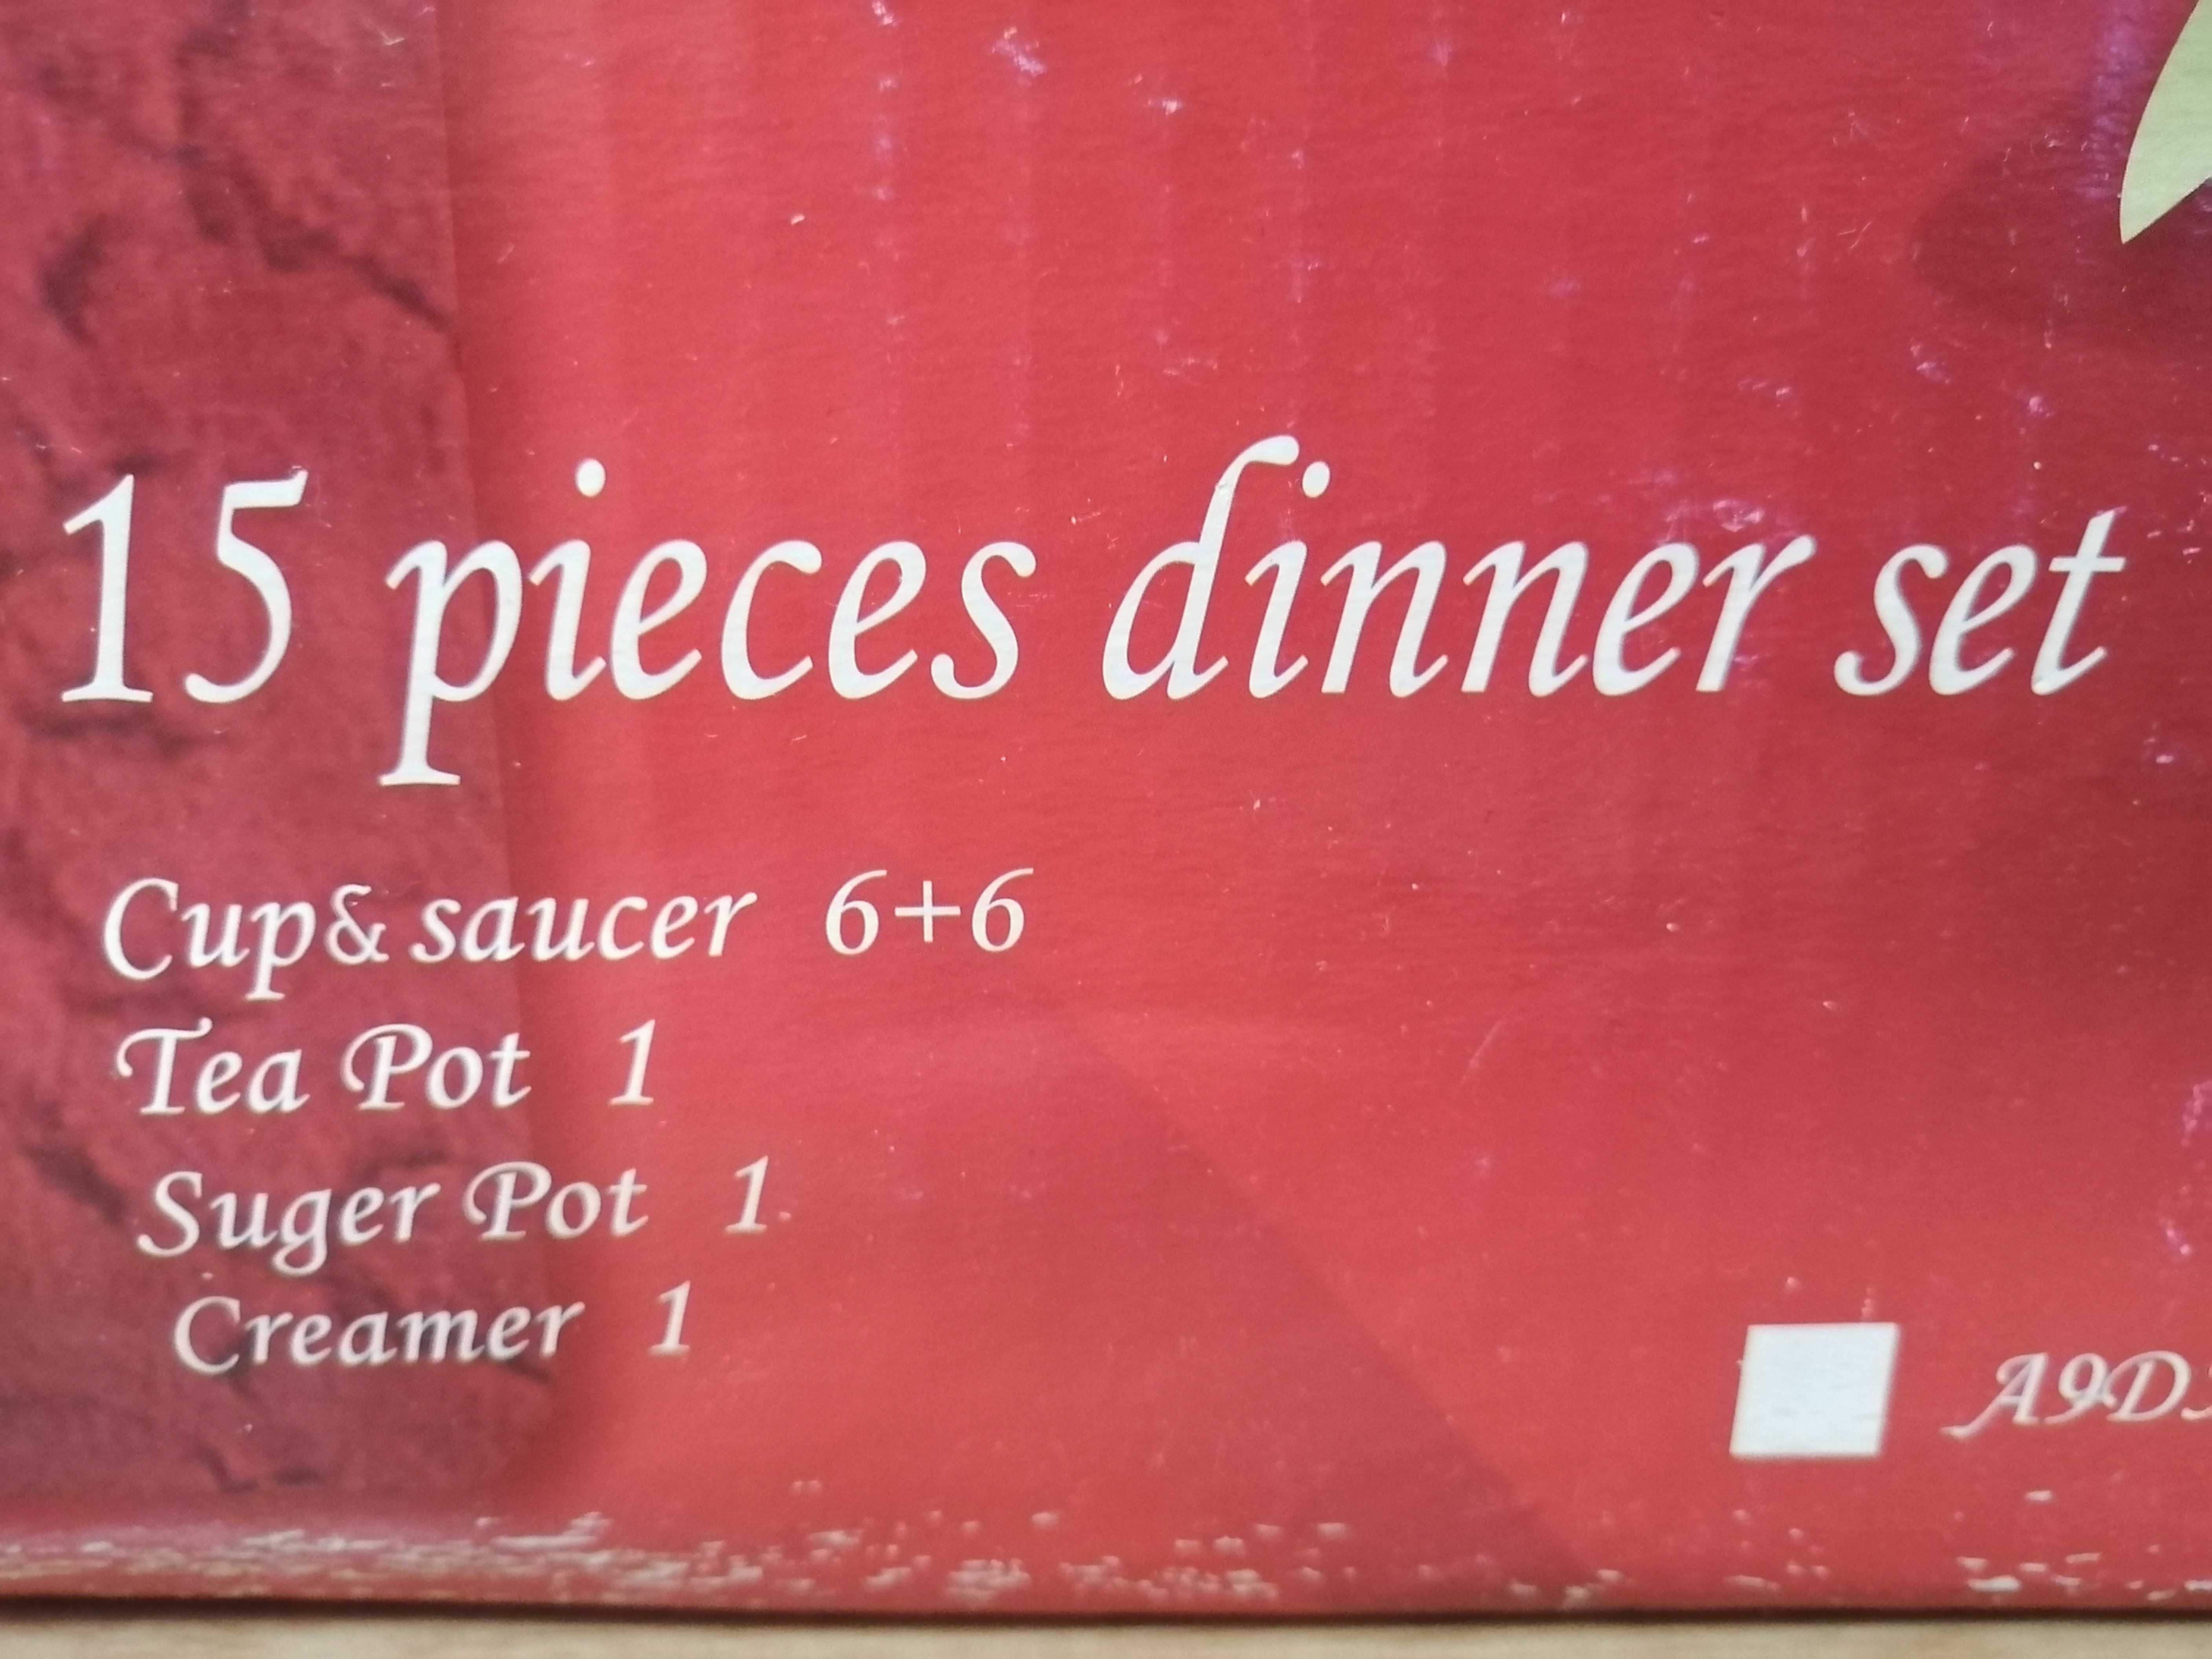 15 pieces dinner set
Cup& saucer 6+6
Tea Pot 1
Suger Pot 1
Creamer 1